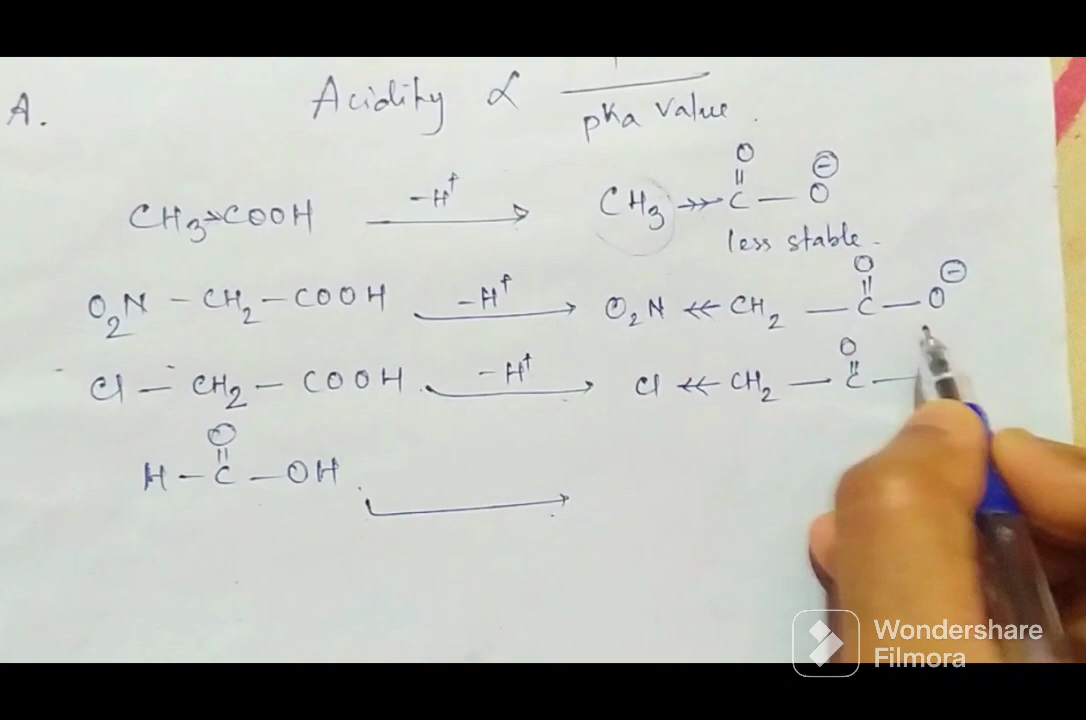 A. Acidity ∝ 1/pKa value.
CH3→COOH —H⁺ CH3 →→ C(=O) — O⊖
less stable.
O2N — CH2 — COOH —H⁺ O2N ←← CH2 — C(=O) — O⊖
Cl — CH2 — COOH. —H⁺ Cl ←← CH2 — C(=O) —
H — C(=O) — OH.
Wondershare
Filmora